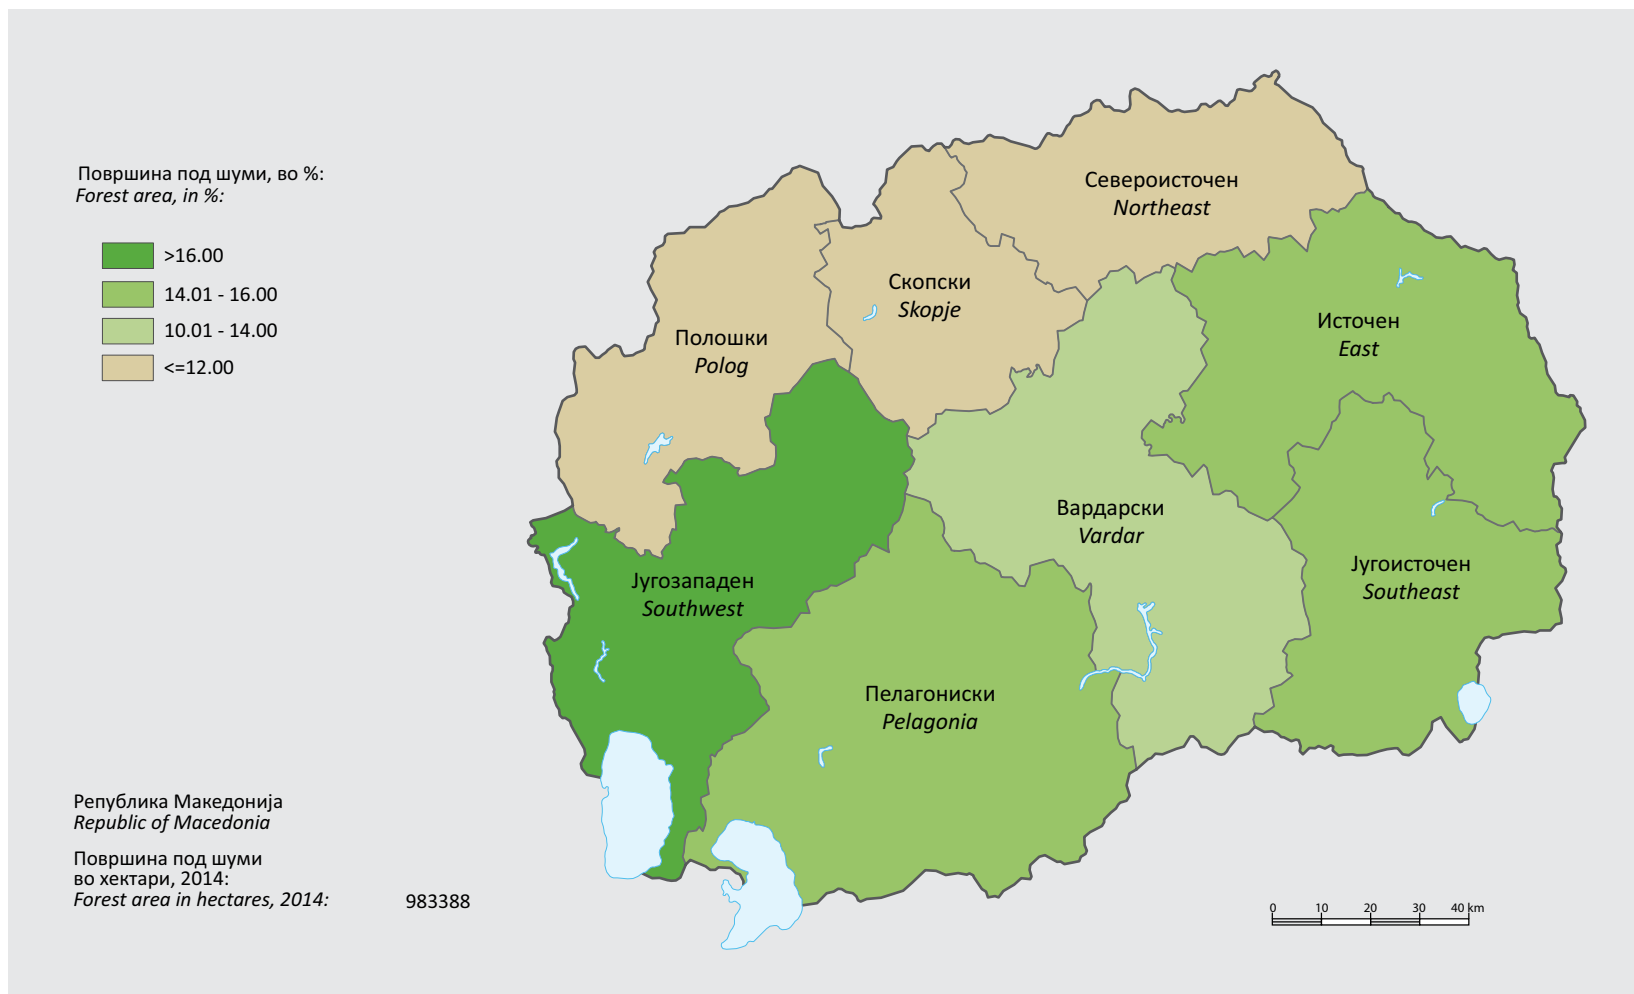 Површина под шуми, во %:
Forest area, in %:
>16.00
14.01 - 16.00
10.01 - 14.00
<=12.00
Североисточен
Northeast
Скопски
Skopje
Источен
East
Полошки
Polog
Вардарски
Vardar
Југоисточен
Southeast
Југозападен
Southwest
Пелагониски
Pelagonia
Република Македонија
Republic of Macedonia
Површина под шуми
во хектари, 2014:
Forest area in hectares, 2014: 983388
0 10 20 30 40 km